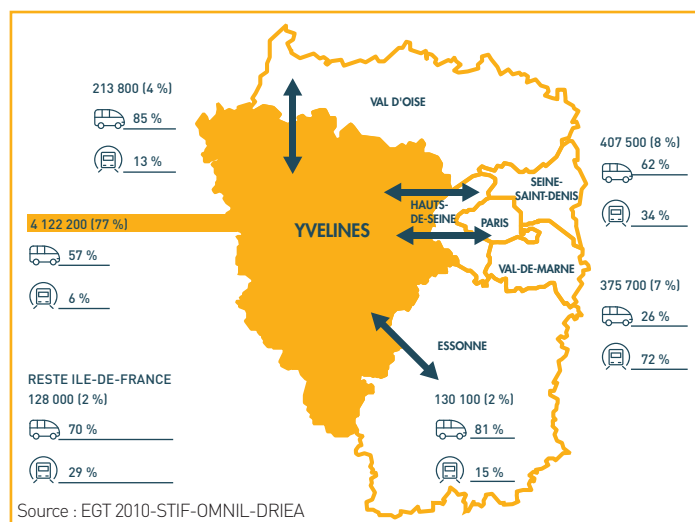 213 800 (4 %)
85 %
13 %
VAL D'OISE
407 500 (8 %)
62 %
34 %
SEINE-
SAINT-DENIS
HAUTS-
DE-SEINE
PARIS
4 122 200 (77 %)
57 %
6 %
YVELINES
VAL-DE-MARNE
375 700 (7 %)
26 %
72 %
ESSONNE
RESTE ILE-DE-FRANCE
128 000 (2 %)
70 %
29 %
130 100 (2 %)
81 %
15 %
Source : EGT 2010-STIF-OMNIL-DRIEA